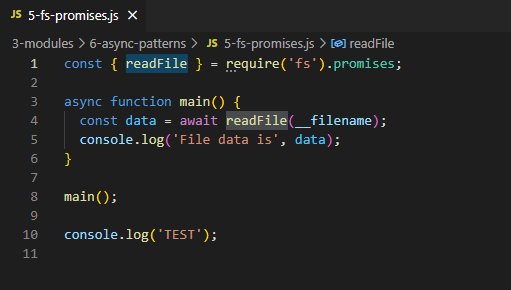 JS 5-fs-promises.js ×
3-modules > 6-async-patterns > JS 5-fs-promises.js > readFile
1 const { readFile } = require('fs').promises;
2
3 async function main() {
4   const data = await readFile(__filename);
5   console.log('File data is', data);
6 }
7
8 main();
9
10 console.log('TEST');
11